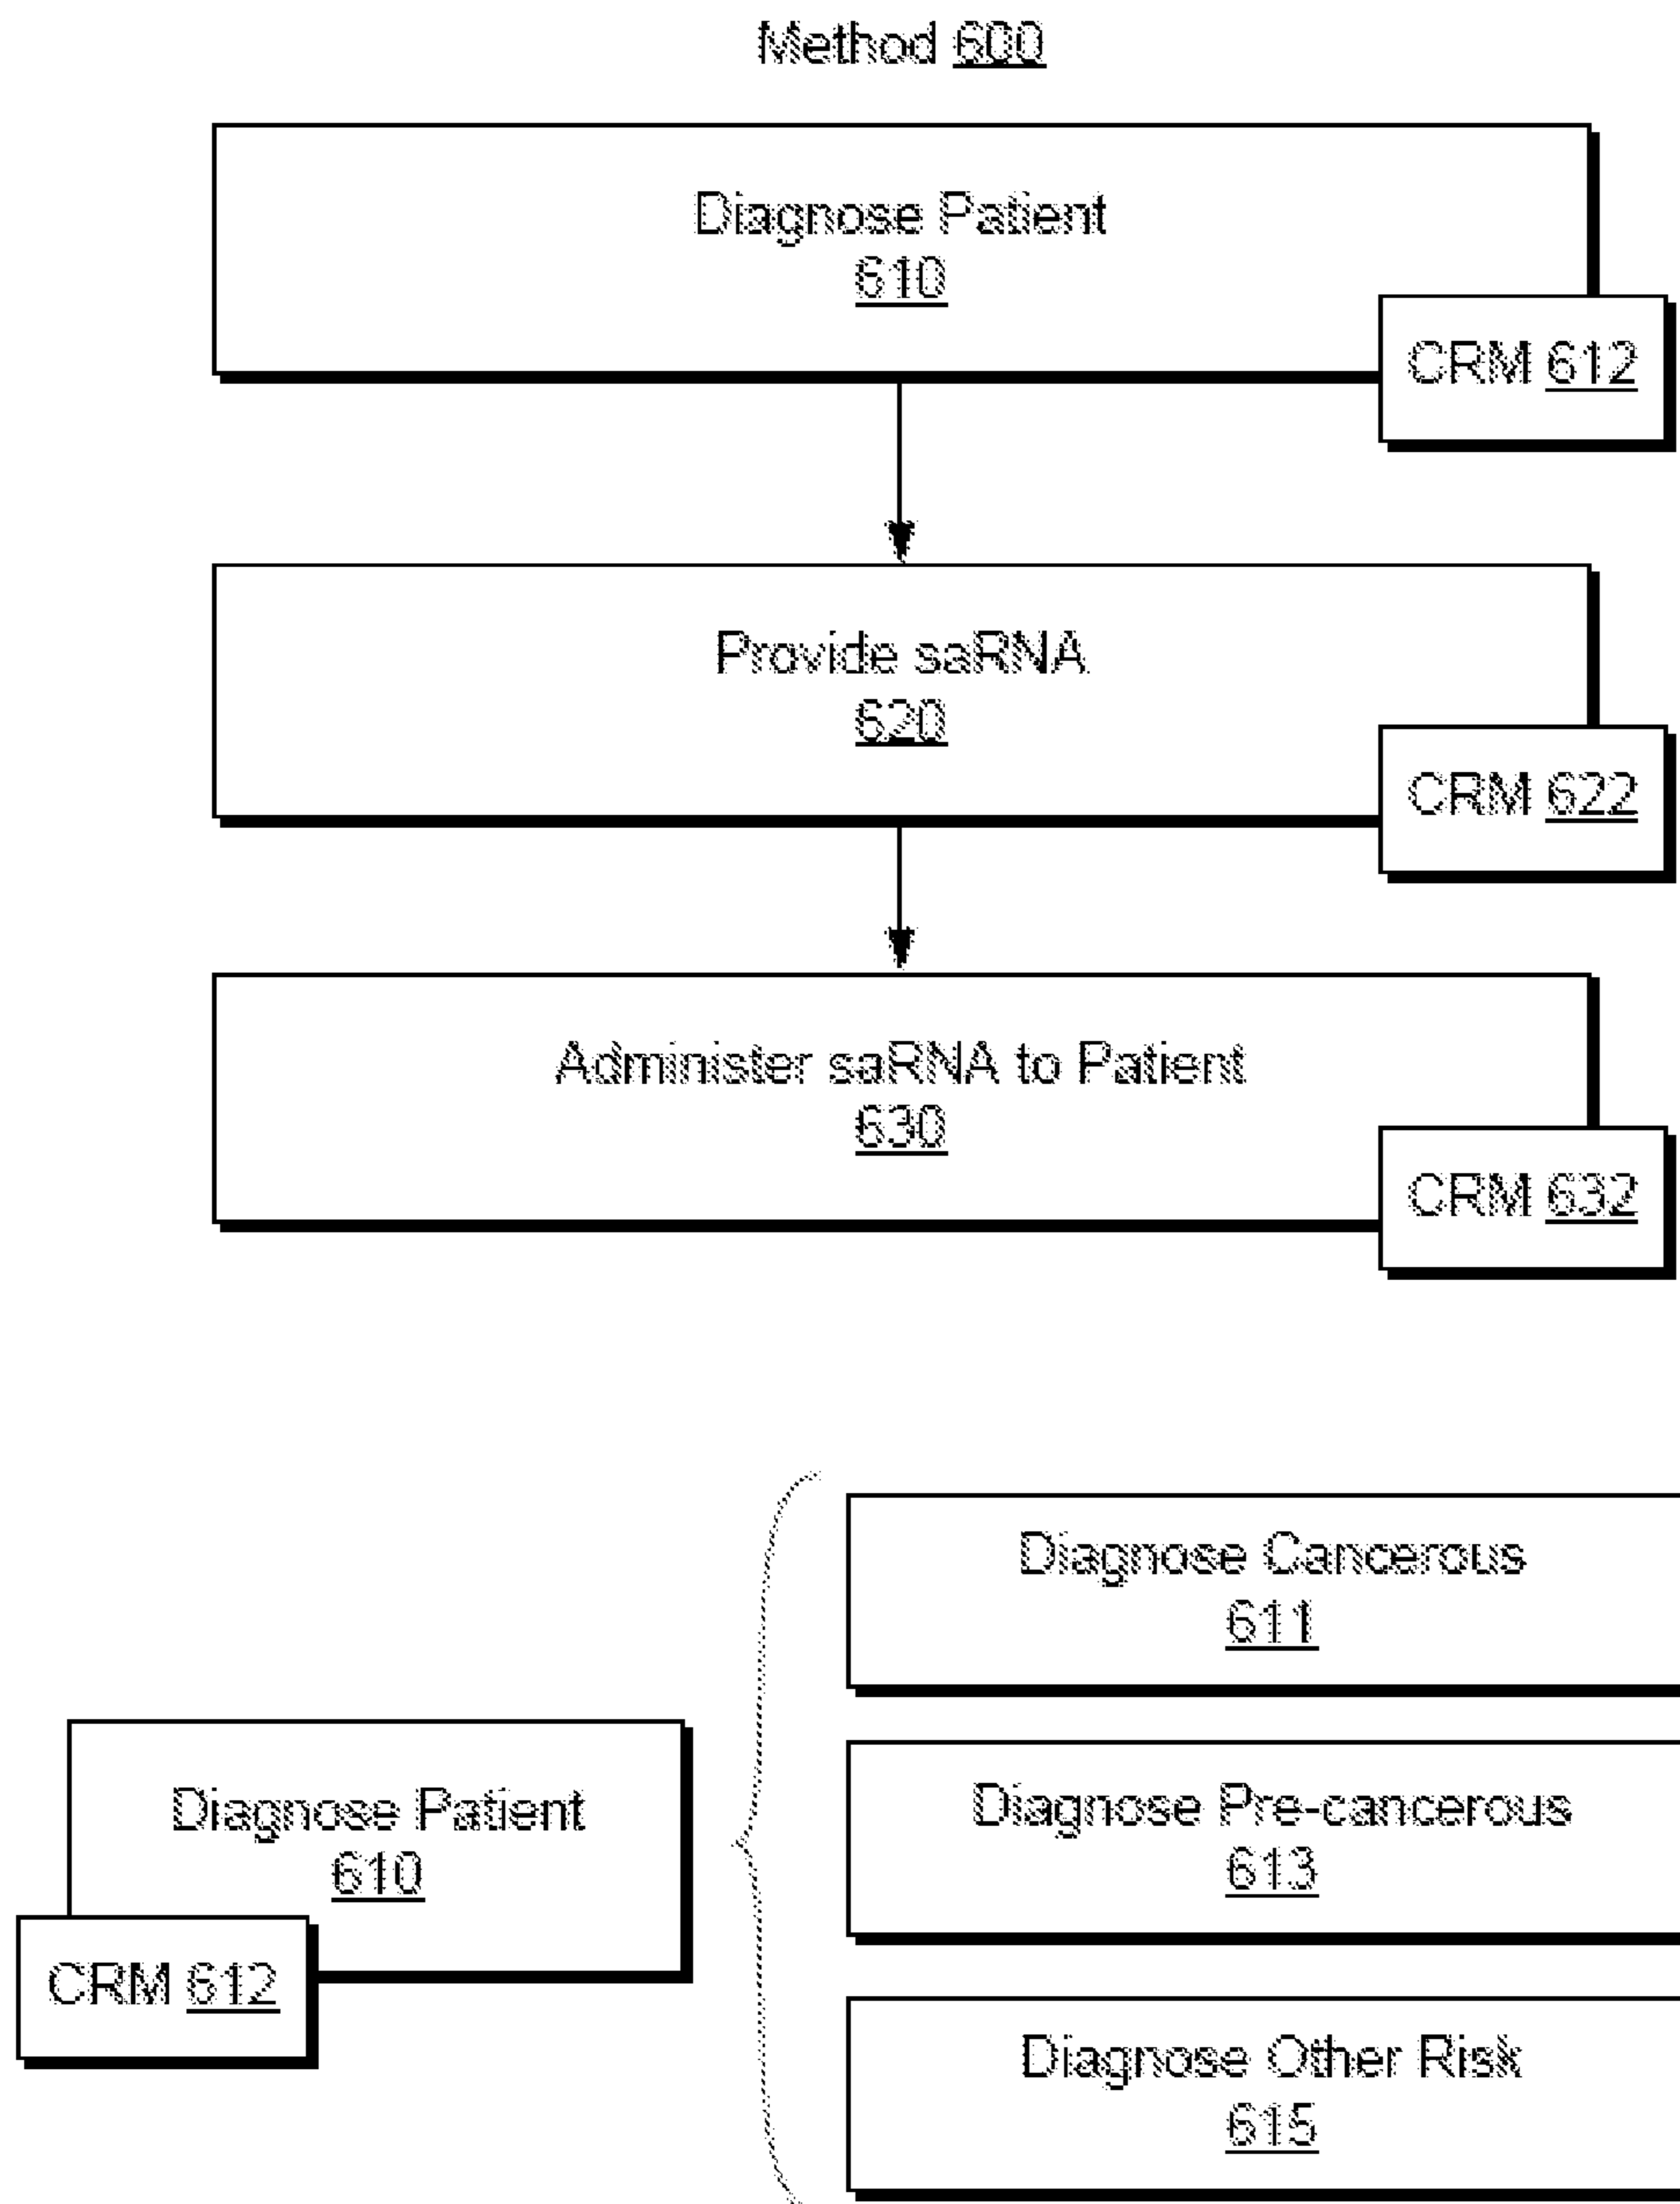 Method 600
Diagnose Patient
610
CRM 612
Provide saRNA
620
CRM 622
Administer saRNA to Patient
630
CRM 632
Diagnose Cancerous
611
Diagnose Patient
610
CRM 612
Diagnose Pre-cancerous
613
Diagnose Other Risk
615